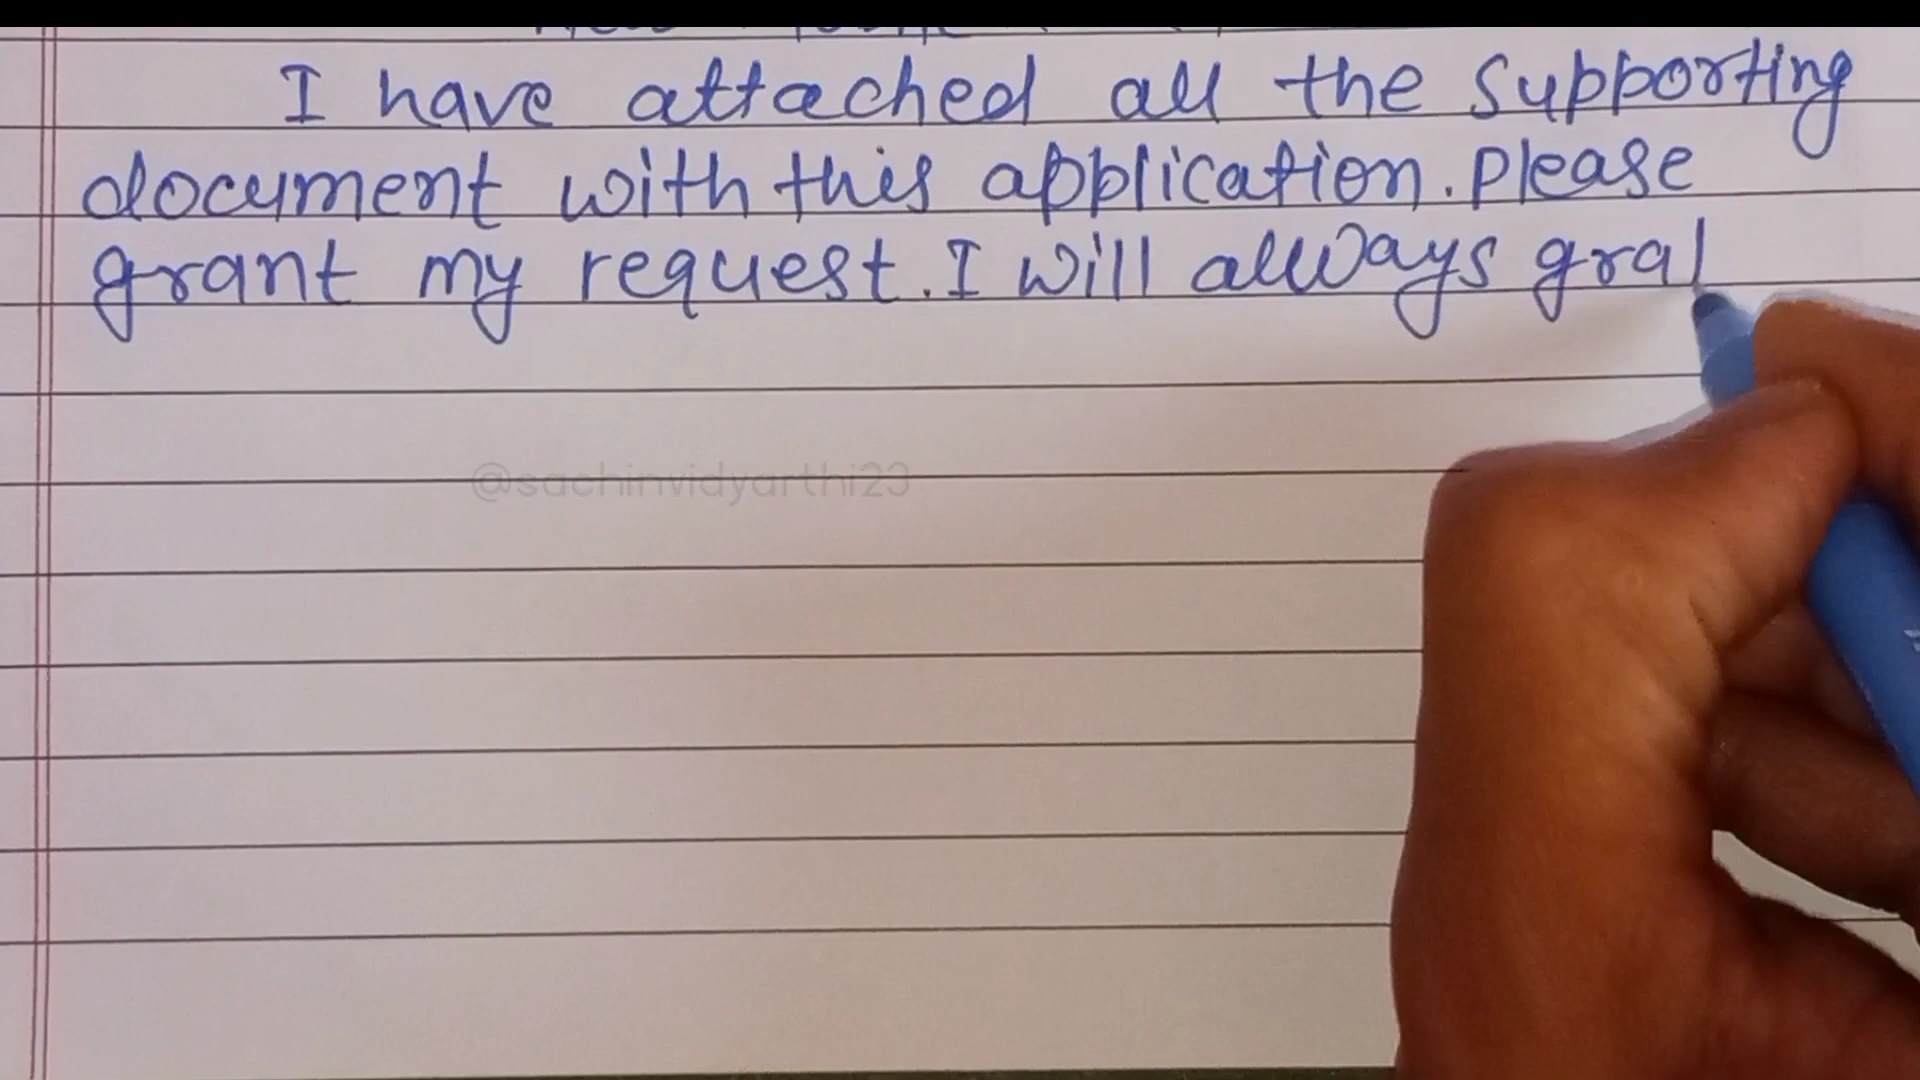 I have attached all the supporting
document with this application. Please
grant my request. I will always gral
@sachinvidyarthi23